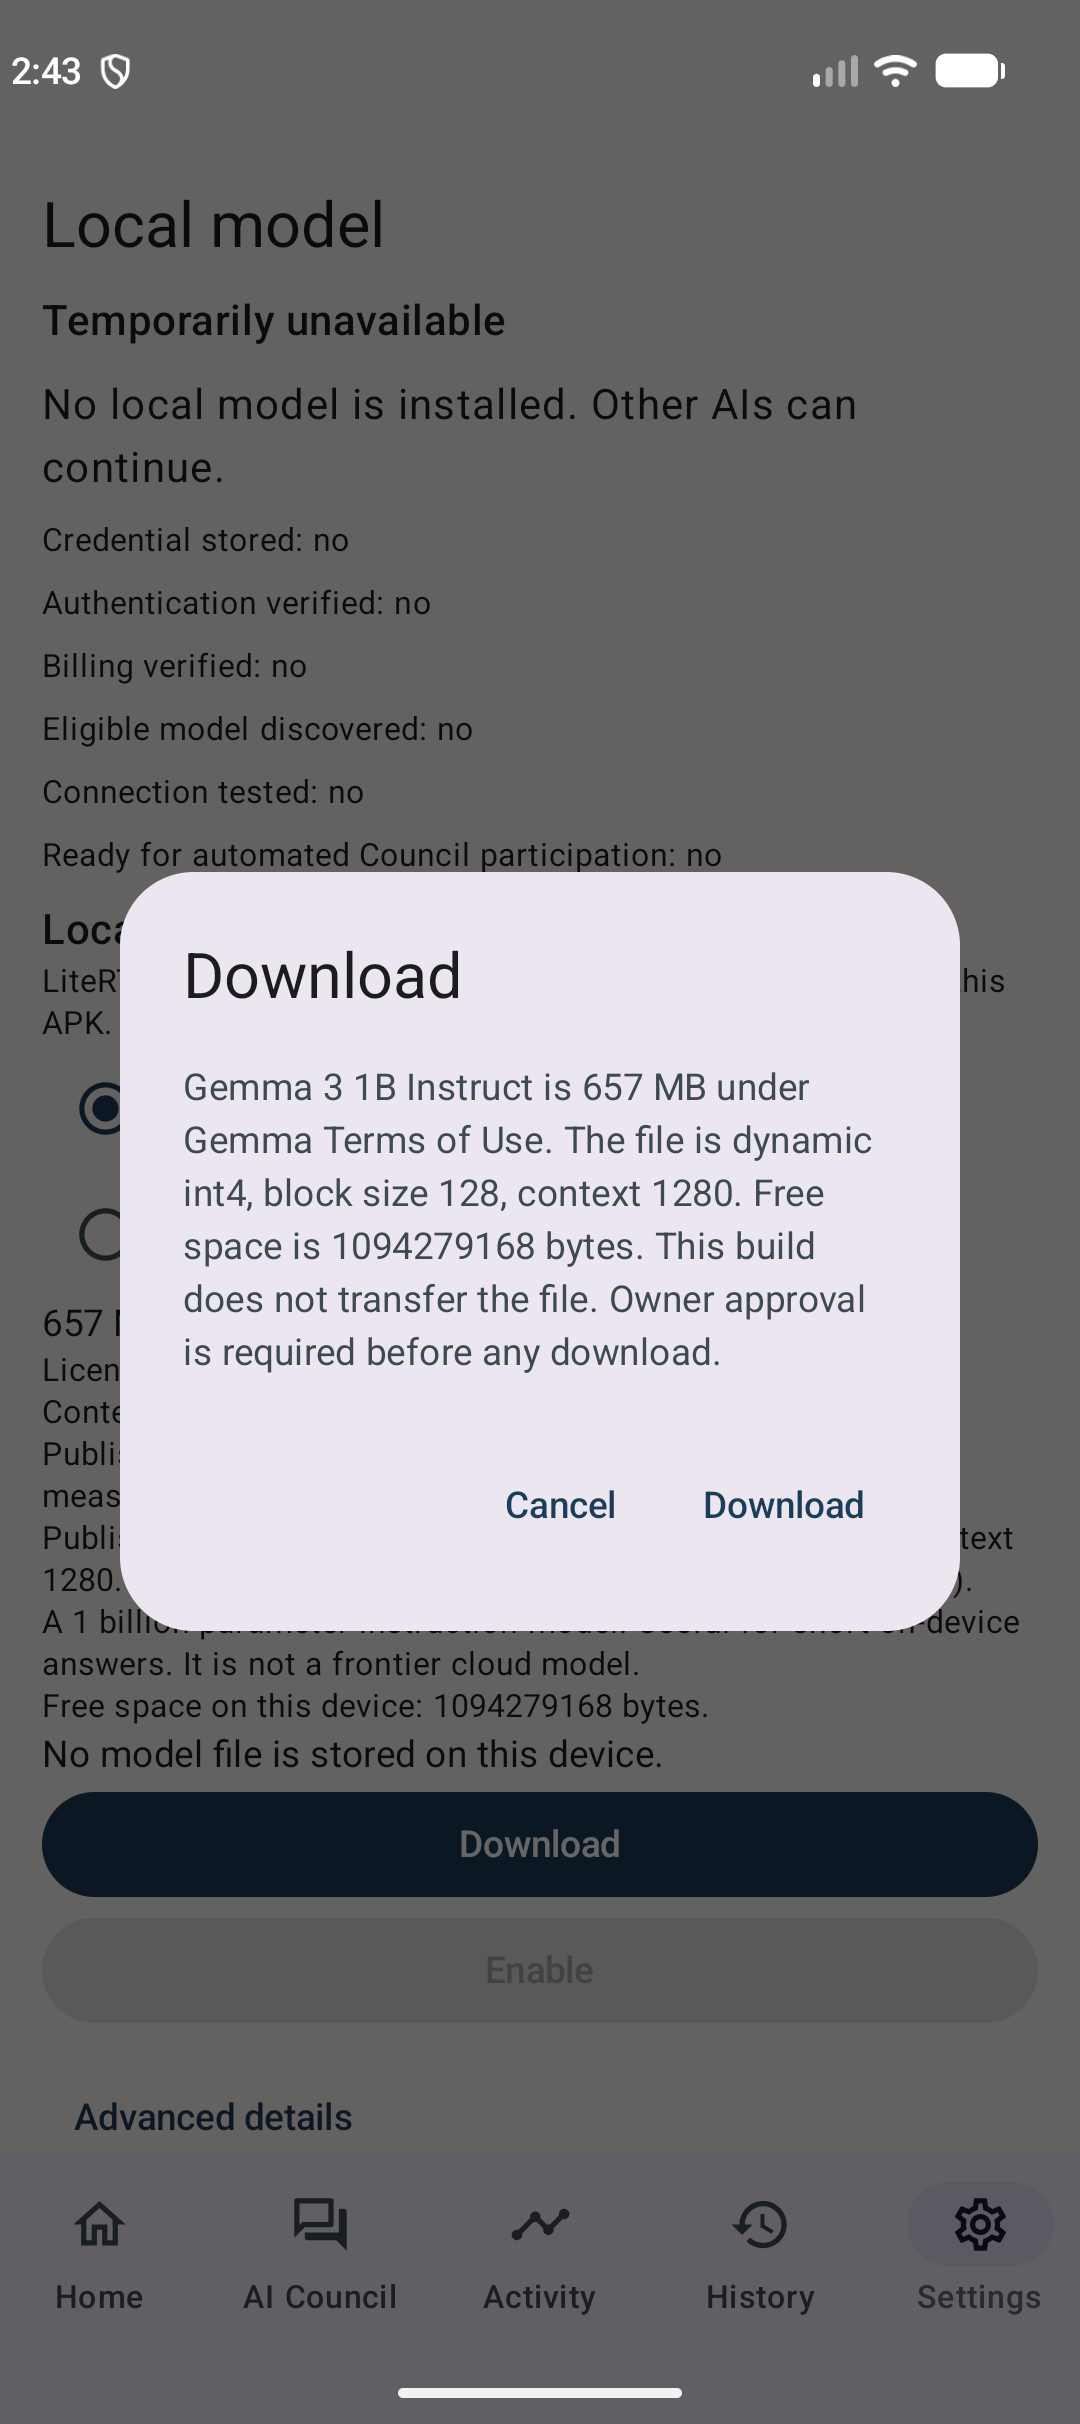 2:43
Local model
Temporarily unavailable
No local model is installed. Other AIs can
continue.
Credential stored: no
Authentication verified: no
Billing verified: no
Eligible model discovered: no
Connection tested: no
Ready for automated Council participation: no
Download
Gemma 3 1B Instruct is 657 MB under
Gemma Terms of Use. The file is dynamic
int4, block size 128, context 1280. Free
space is 1094279168 bytes. This build
does not transfer the file. Owner approval
is required before any download.
Cancel Download
APK.
657
1280. ).
A 1
answers. It is not a frontier cloud model.
Free space on this device: 1094279168 bytes.
No model file is stored on this device.
Download
Enable
Advanced details
Home AI Council Activity History Settings